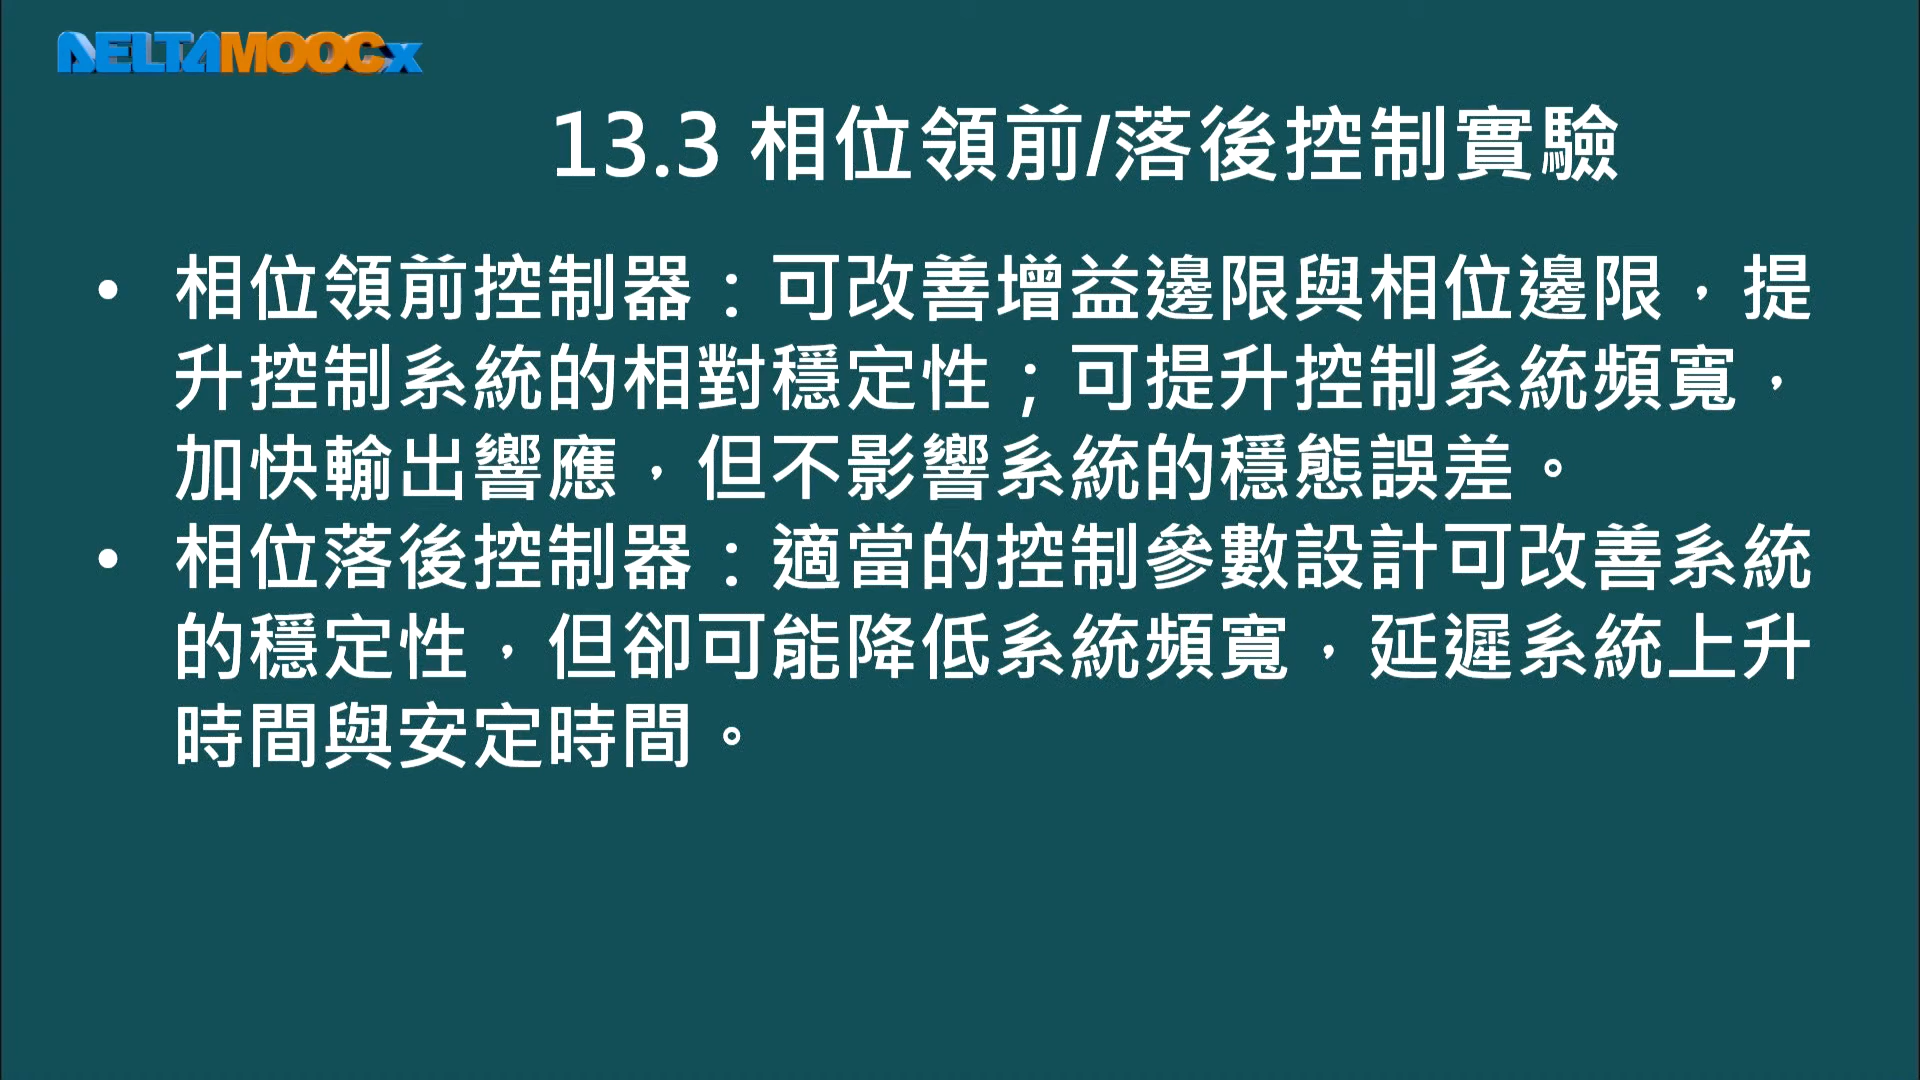 DELTAMOOCx
13.3 相位領前/落後控制實驗
• 相位領前控制器：可改善增益邊限與相位邊限，提
升控制系統的相對穩定性；可提升控制系統頻寬，
加快輸出響應，但不影響系統的穩態誤差。
• 相位落後控制器：適當的控制參數設計可改善系統
的穩定性，但卻可能降低系統頻寬，延遲系統上升
時間與安定時間。